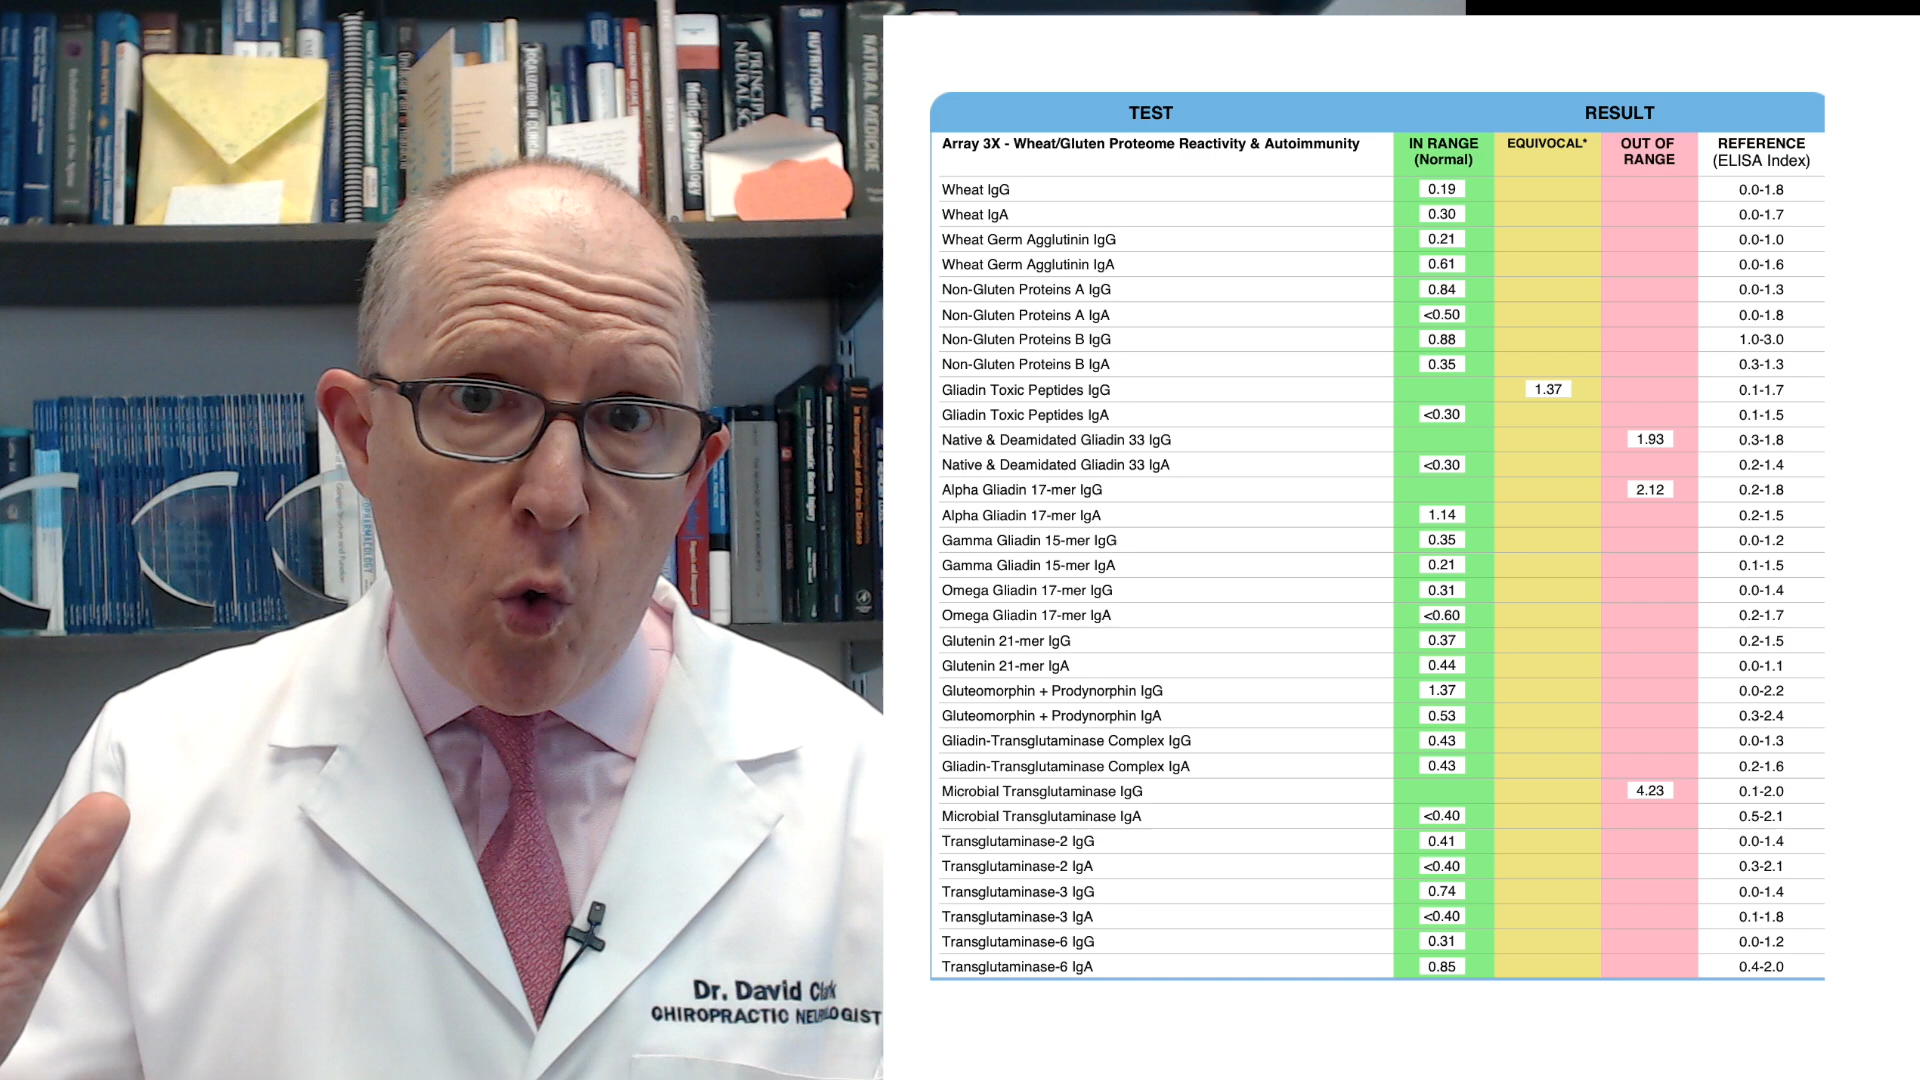 NUTRITIONAL
NATURAL MEDICINE
Medical Physiology
Dr. David Clark
CHIROPRACTIC NEUROLOGIST
TEST RESULT
Array 3X - Wheat/Gluten Proteome Reactivity & Autoimmunity IN RANGE (Normal) EQUIVOCAL* OUT OF RANGE REFERENCE (ELISA Index)
Wheat IgG 0.19 0.0-1.8
Wheat IgA 0.30 0.0-1.7
Wheat Germ Agglutinin IgG 0.21 0.0-1.0
Wheat Germ Agglutinin IgA 0.61 0.0-1.6
Non-Gluten Proteins A IgG 0.84 0.0-1.3
Non-Gluten Proteins A IgA <0.50 0.0-1.8
Non-Gluten Proteins B IgG 0.88 1.0-3.0
Non-Gluten Proteins B IgA 0.35 0.3-1.3
Gliadin Toxic Peptides IgG 1.37 0.1-1.7
Gliadin Toxic Peptides IgA <0.30 0.1-1.5
Native & Deamidated Gliadin 33 IgG 1.93 0.3-1.8
Native & Deamidated Gliadin 33 IgA <0.30 0.2-1.4
Alpha Gliadin 17-mer IgG 2.12 0.2-1.8
Alpha Gliadin 17-mer IgA 1.14 0.2-1.5
Gamma Gliadin 15-mer IgG 0.35 0.0-1.2
Gamma Gliadin 15-mer IgA 0.21 0.1-1.5
Omega Gliadin 17-mer IgG 0.31 0.0-1.4
Omega Gliadin 17-mer IgA <0.60 0.2-1.7
Glutenin 21-mer IgG 0.37 0.2-1.5
Glutenin 21-mer IgA 0.44 0.0-1.1
Gluteomorphin + Prodynorphin IgG 1.37 0.0-2.2
Gluteomorphin + Prodynorphin IgA 0.53 0.3-2.4
Gliadin-Transglutaminase Complex IgG 0.43 0.0-1.3
Gliadin-Transglutaminase Complex IgA 0.43 0.2-1.6
Microbial Transglutaminase IgG 4.23 0.1-2.0
Microbial Transglutaminase IgA <0.40 0.5-2.1
Transglutaminase-2 IgG 0.41 0.0-1.4
Transglutaminase-2 IgA <0.40 0.3-2.1
Transglutaminase-3 IgG 0.74 0.0-1.4
Transglutaminase-3 IgA <0.40 0.1-1.8
Transglutaminase-6 IgG 0.31 0.0-1.2
Transglutaminase-6 IgA 0.85 0.4-2.0